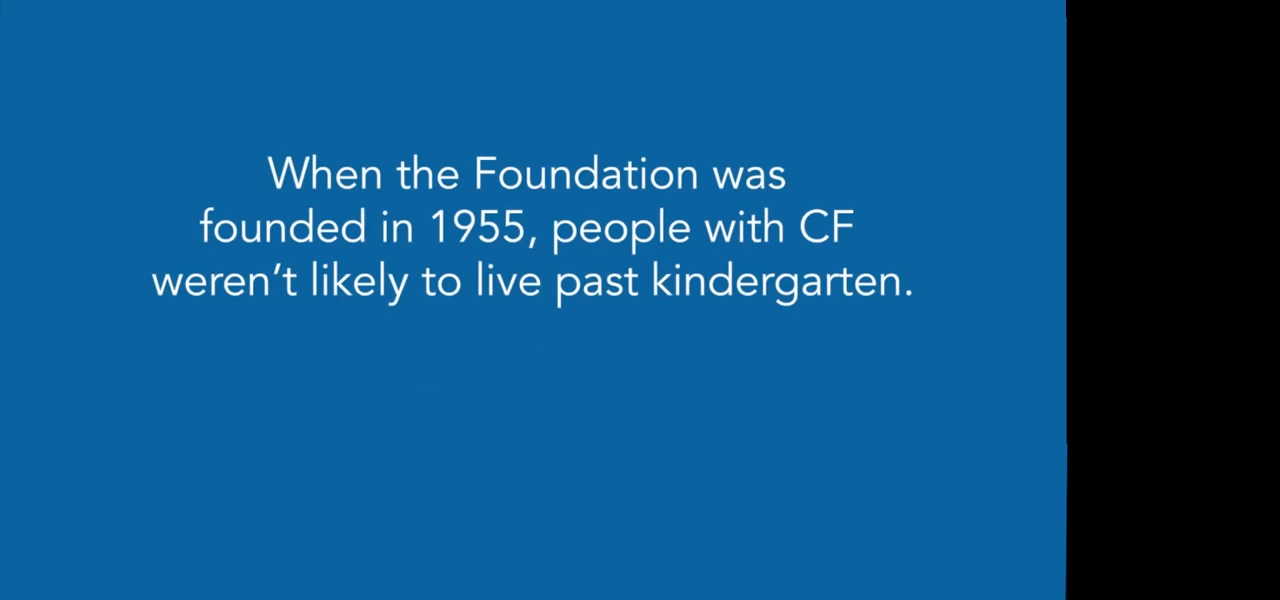 When the Foundation was
founded in 1955, people with CF
weren’t likely to live past kindergarten.